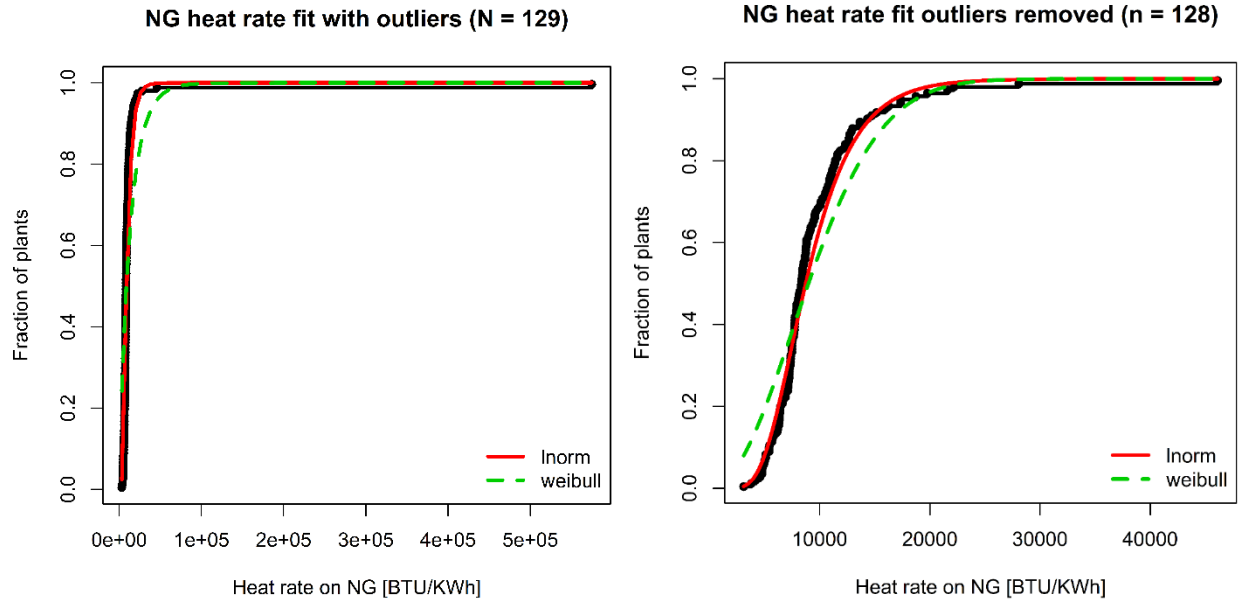 NG heat rate fit with outliers (N = 129)
Fraction of plants
1.0
0.8
0.6
0.4
0.2
0.0
lnorm
weibull
0e+00 1e+05 2e+05 3e+05 4e+05 5e+05
Heat rate on NG [BTU/KWh]
NG heat rate fit outliers removed (n = 128)
Fraction of plants
1.0
0.8
0.6
0.4
0.2
0.0
lnorm
weibull
10000 20000 30000 40000
Heat rate on NG [BTU/KWh]